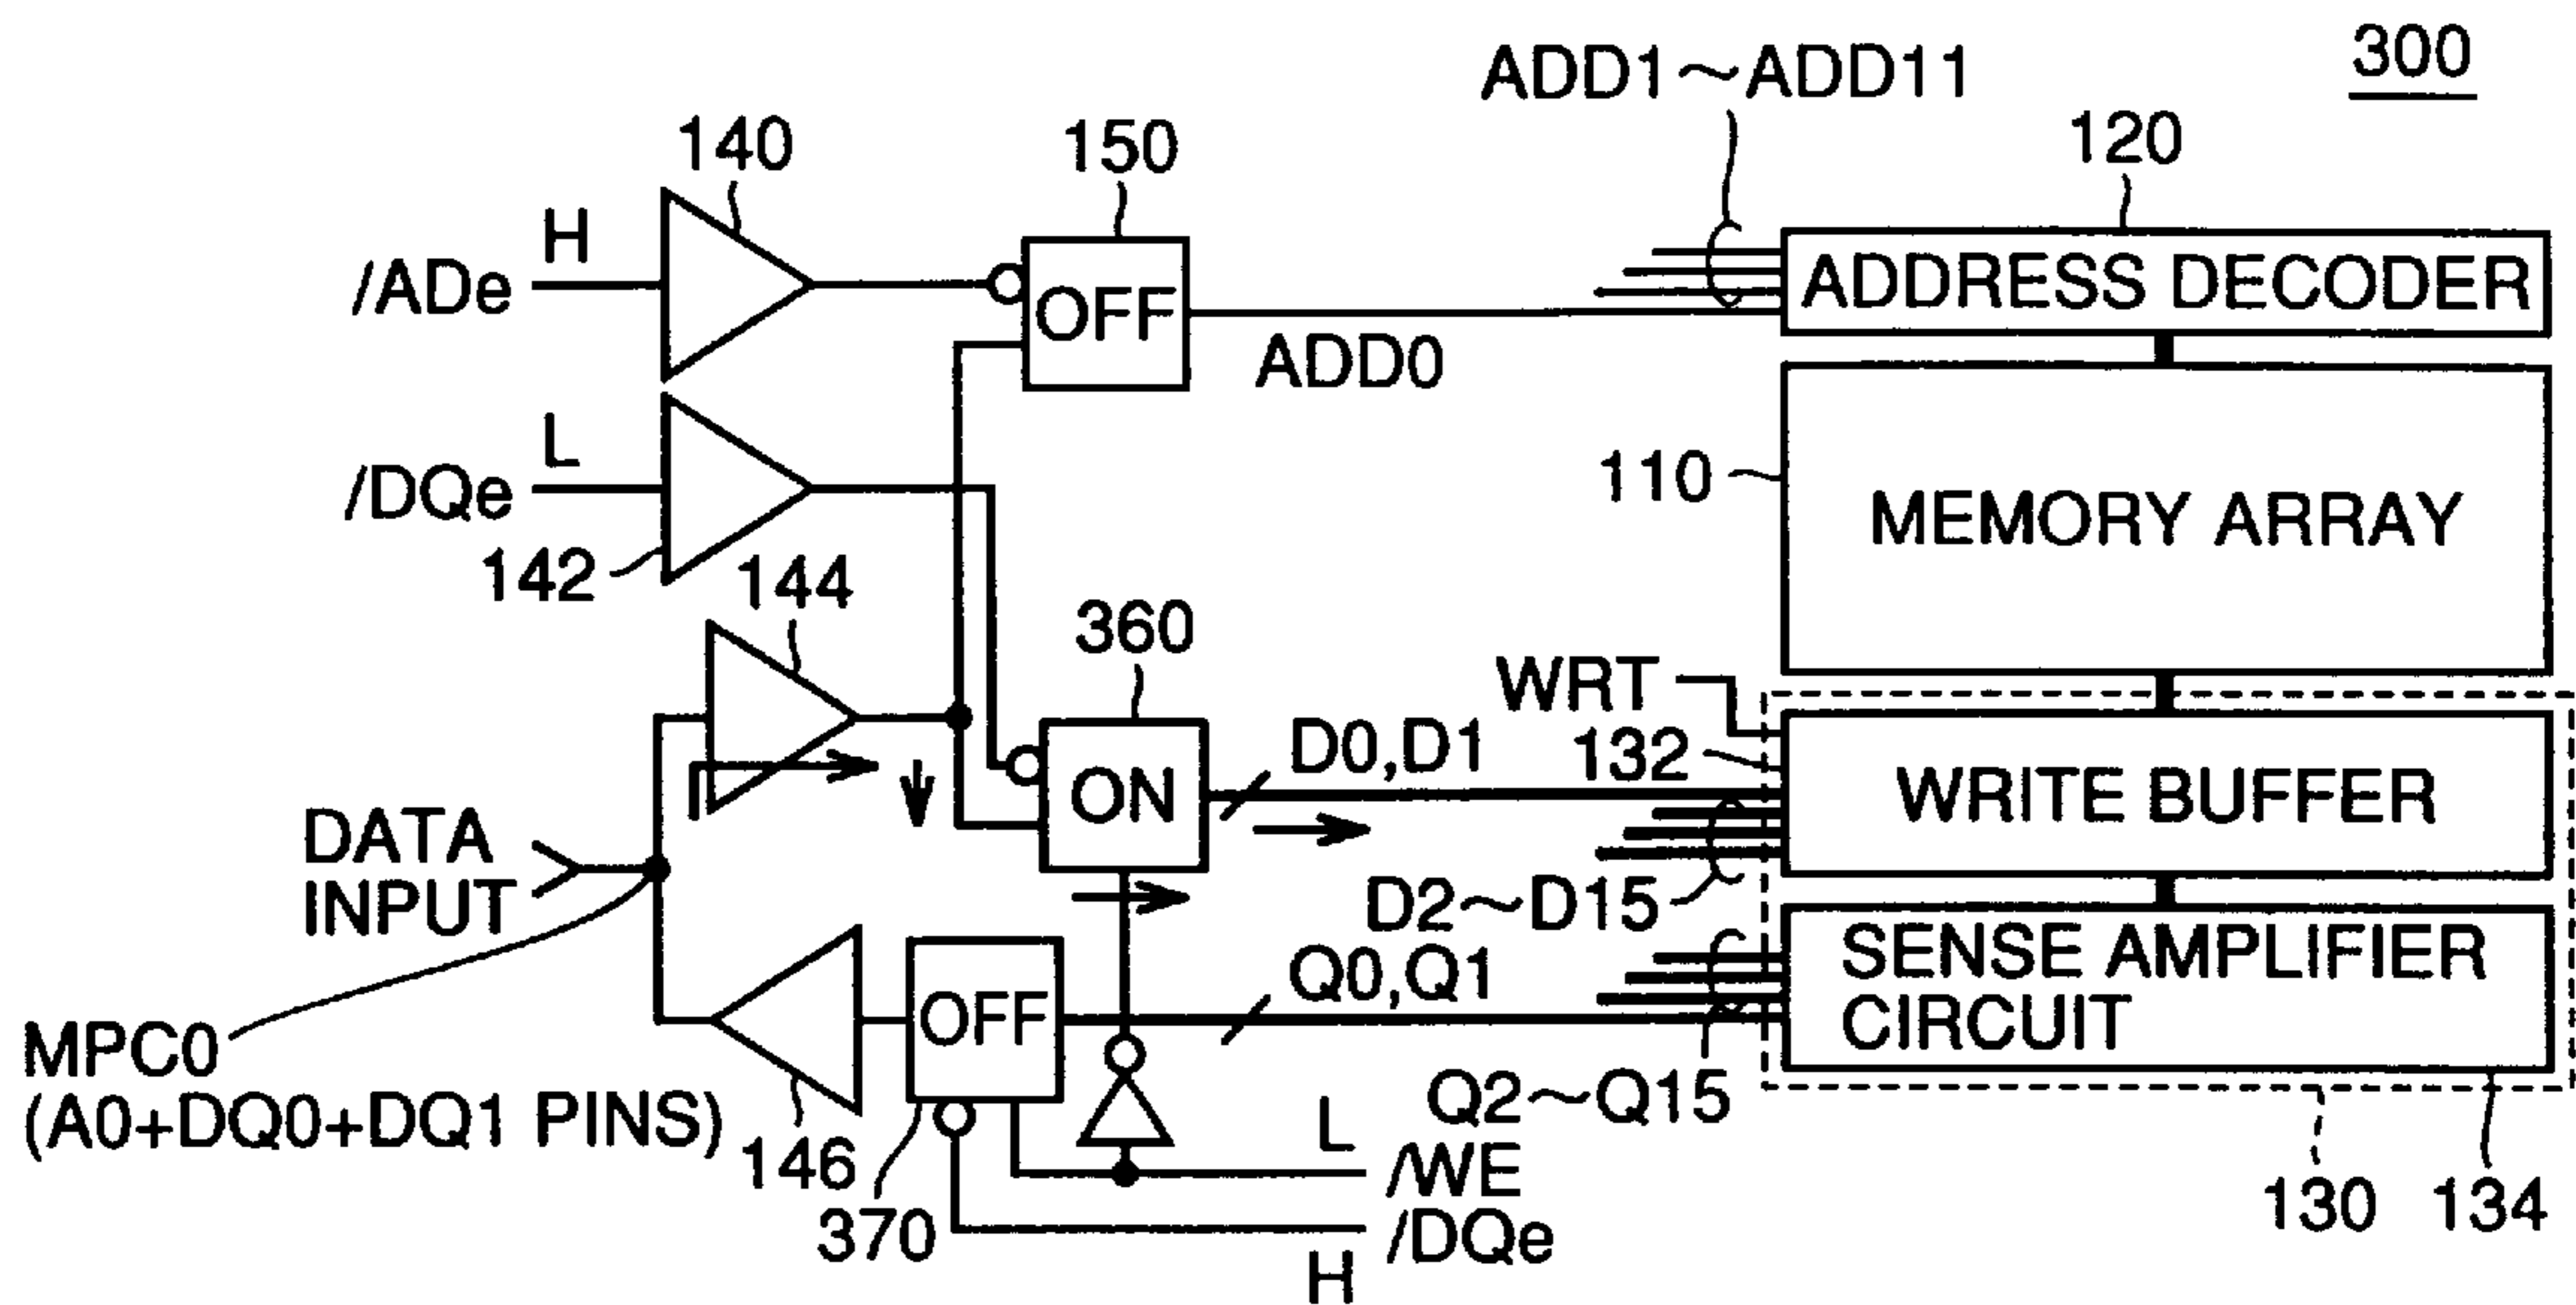 300
ADD1~ADD11
140
150
120
H
/ADe
OFF
ADDRESS DECODER
ADD0
L
/DQe
142
110
MEMORY ARRAY
144
360
WRT
132
D0,D1
ON
WRITE BUFFER
DATA
INPUT
D2~D15
Q0,Q1
OFF
SENSE AMPLIFIER
CIRCUIT
MPC0
(A0+DQ0+DQ1 PINS)
Q2~Q15
146
370
L
/WE
/DQe
H
130
134